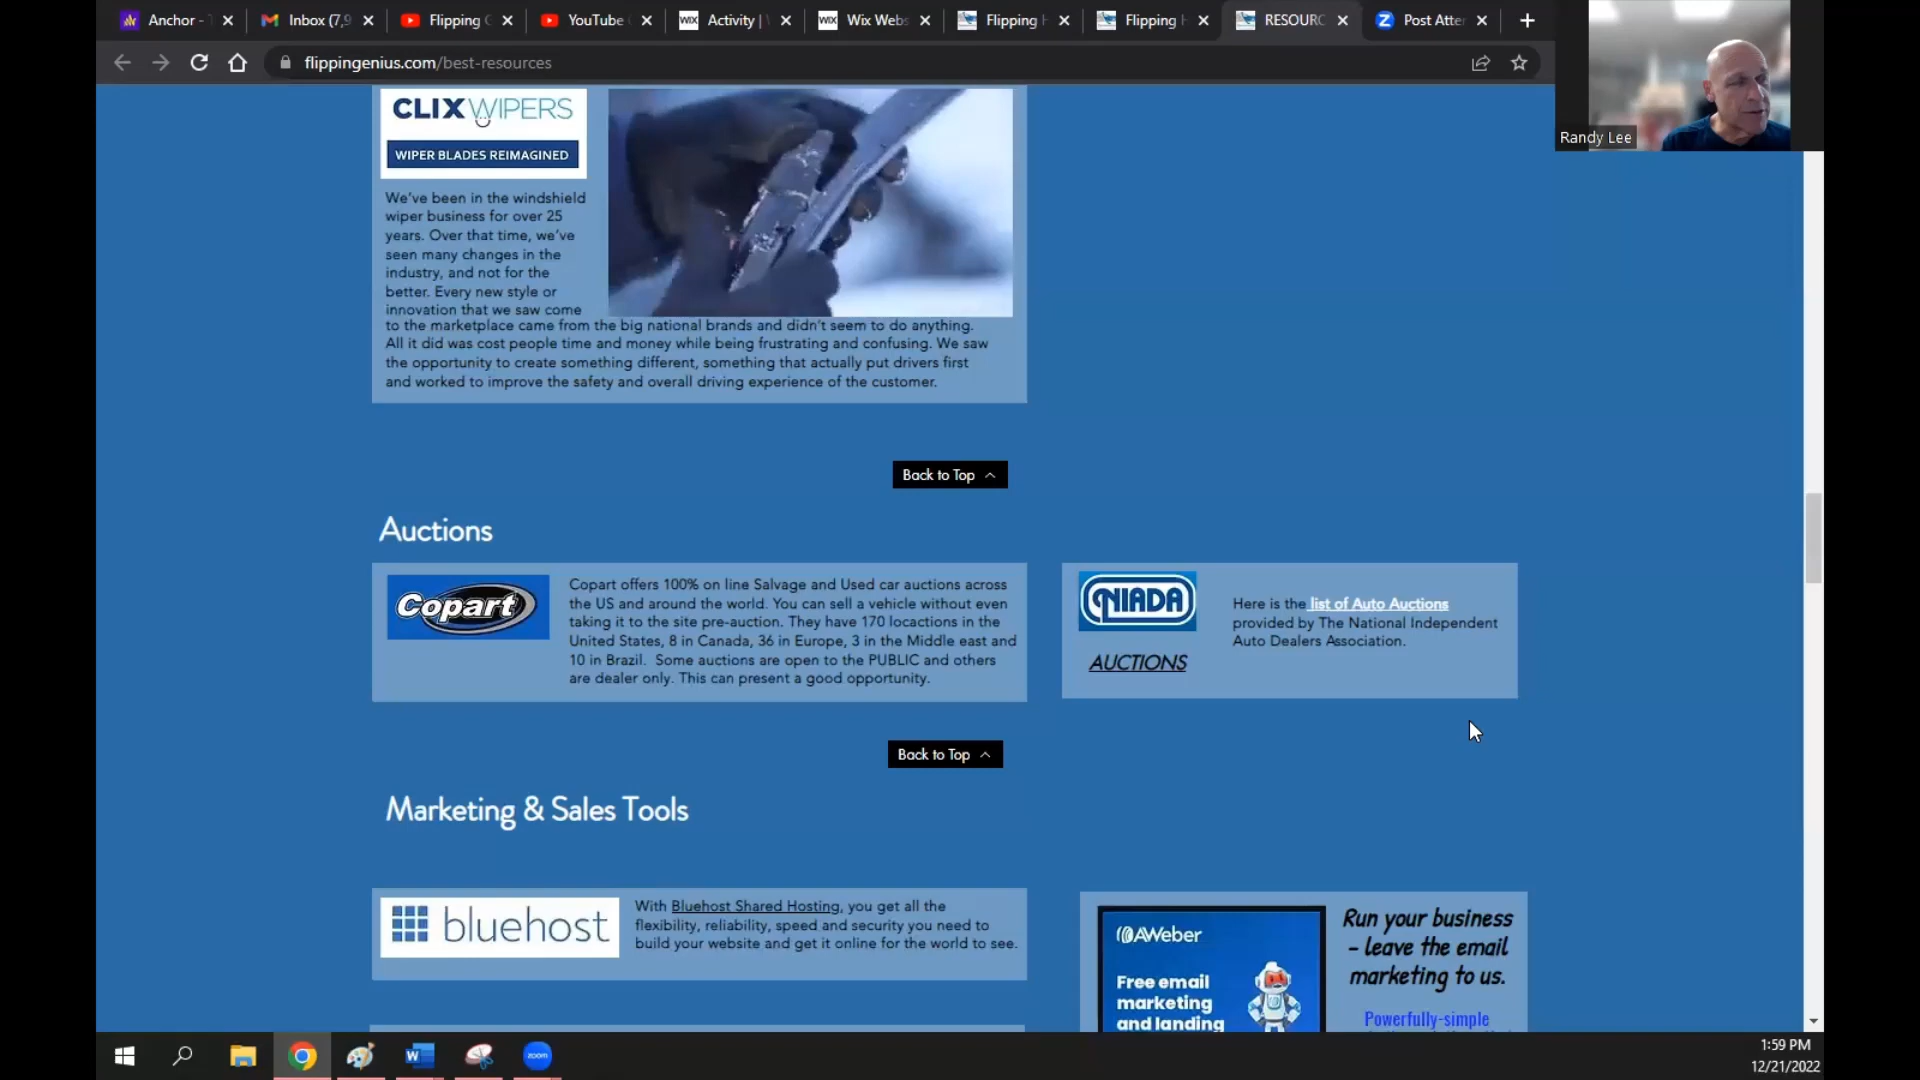 Anchor -
Inbox (7,9
Flipping
YouTube
WIX Activity |
WIX Wix Webs
Flipping
Flipping
RESOURC
Z Post Atte
flippingenius.com/best-resources
Randy Lee
CLIXWIPERS
WIPER BLADES REIMAGINED
We've been in the windshield
wiper business for over 25
years. Over that time, we've
seen many changes in the
industry, and not for the
better. Every new style or
innovation that we saw come
to the marketplace came from the big national brands and didn't seem to do anything.
All it did was cost people time and money while being frustrating and confusing. We saw
the opportunity to create something different, something that actually put drivers first
and worked to improve the safety and overall driving experience of the customer.
Back to Top
Auctions
Copart
Copart offers 100% on line Salvage and Used car auctions across
the US and around the world. You can sell a vehicle without even
taking it to the site pre-auction. They have 170 locactions in the
United States, 8 in Canada, 36 in Europe, 3 in the Middle east and
10 in Brazil. Some auctions are open to the PUBLIC and others
are dealer only. This can present a good opportunity.
NIADA
AUCTIONS
Here is the list of Auto Auctions
provided by The National Independent
Auto Dealers Association.
Back to Top
Marketing & Sales Tools
bluehost
With Bluehost Shared Hosting, you get all the
flexibility, reliability, speed and security you need to
build your website and get it online for the world to see.
AWeber
Free email
marketing
and landing
Run your business
- leave the email
marketing to us.
Powerfully-simple
W
zoom
1:59 PM
12/21/2022